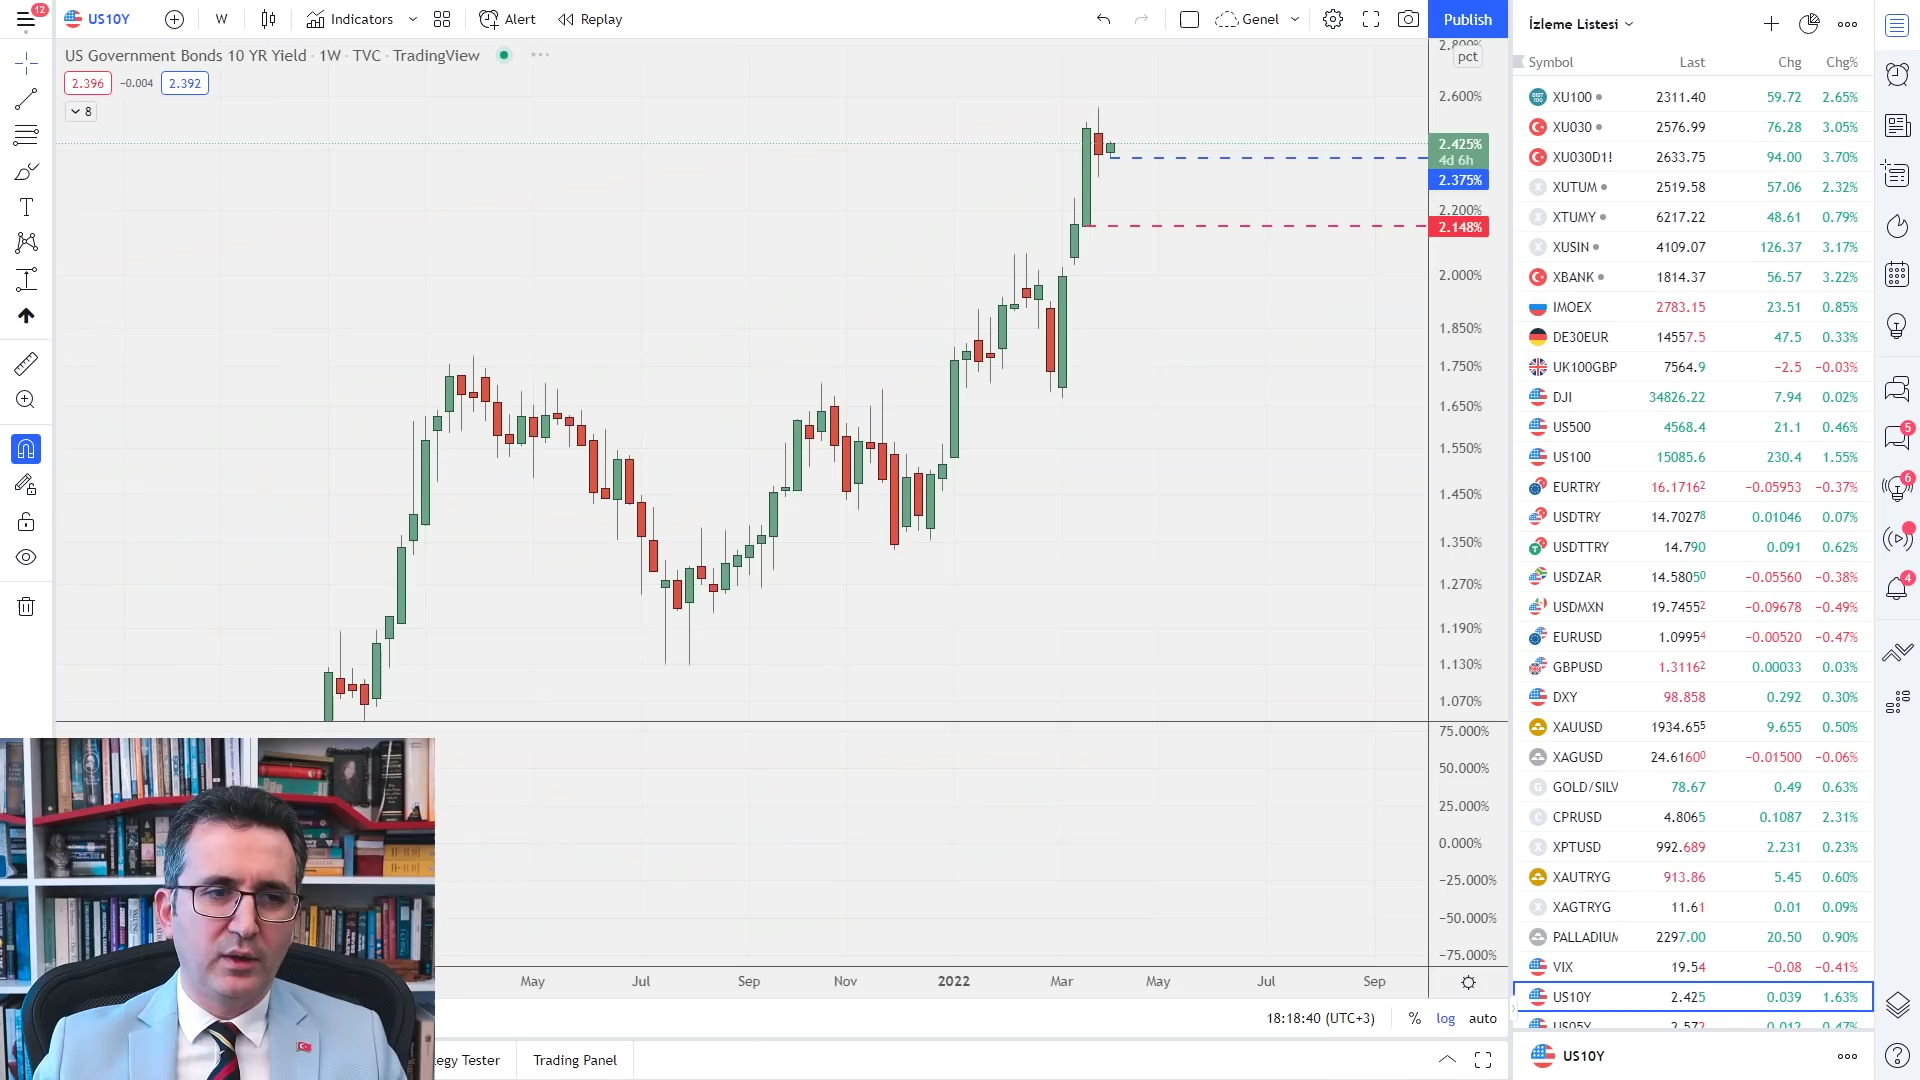 12
US10Y
W
Indicators
Alert
Replay
Genel
Publish
US Government Bonds 10 YR Yield · 1W · TVC · TradingView
2.396
−0.004
2.392
8
2.800%
pct
2.600%
2.425%
4d 6h
2.375%
2.200%
2.148%
2.000%
1.850%
1.750%
1.650%
1.550%
1.450%
1.350%
1.270%
1.190%
1.130%
1.070%
75.000%
50.000%
25.000%
0.000%
−25.000%
−50.000%
−75.000%
May
Jul
Sep
Nov
2022
Mar
May
Jul
Sep
18:18:40 (UTC+3)
%
log
auto
tegy Tester
Trading Panel
İzleme Listesi
Symbol Last Chg Chg%
XU100 2311.40 59.72 2.65%
XU030 2576.99 76.28 3.05%
XU030D1! 2633.75 94.00 3.70%
XUTUM 2519.58 57.06 2.32%
XTUMY 6217.22 48.61 0.79%
XUSIN 4109.07 126.37 3.17%
XBANK 1814.37 56.57 3.22%
IMOEX 2783.15 23.51 0.85%
DE30EUR 14557.5 47.5 0.33%
UK100GBP 7564.9 −2.5 −0.03%
DJI 34826.22 7.94 0.02%
US500 4568.4 21.1 0.46%
US100 15085.6 230.4 1.55%
EURTRY 16.1716² −0.05953 −0.37%
USDTRY 14.7027⁸ 0.01046 0.07%
USDTTRY 14.790 0.091 0.62%
USDZAR 14.5805⁰ −0.05560 −0.38%
USDMXN 19.7455² −0.09678 −0.49%
EURUSD 1.0995⁴ −0.00520 −0.47%
GBPUSD 1.3116² 0.00033 0.03%
DXY 98.858 0.292 0.30%
XAUUSD 1934.65⁵ 9.655 0.50%
XAGUSD 24.6160⁰ −0.01500 −0.06%
GOLD/SILV 78.67 0.49 0.63%
CPRUSD 4.8065 0.1087 2.31%
XPTUSD 992.689 2.231 0.23%
XAUTRYG 913.86 5.45 0.60%
XAGTRYG 11.61 0.01 0.09%
PALLADIUM 2297.00 20.50 0.90%
VIX 19.54 −0.08 −0.41%
US10Y 2.425 0.039 1.63%
US05Y 2.572 0.012 0.47%
US10Y
5
6
4